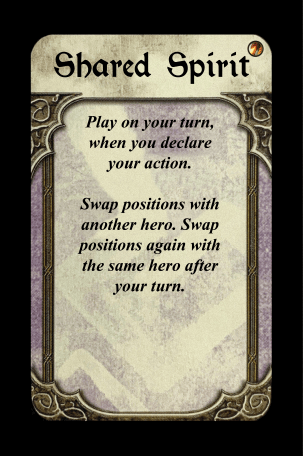 Shared Spirit
Play on your turn,
when you declare
your action.
Swap positions with
another hero. Swap
positions again with
the same hero after
your turn.